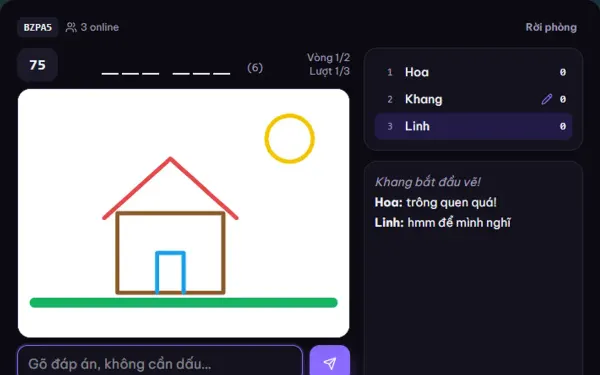 BZPA5 3 online Rời phòng
75 ___ ___ (6) Vòng 1/2
Lượt 1/3
1 Hoa 0
2 Khang 0
3 Linh 0
Khang bắt đầu vẽ!
Hoa: trông quen quá!
Linh: hmm để mình nghĩ
Gõ đáp án, không cần dấu...